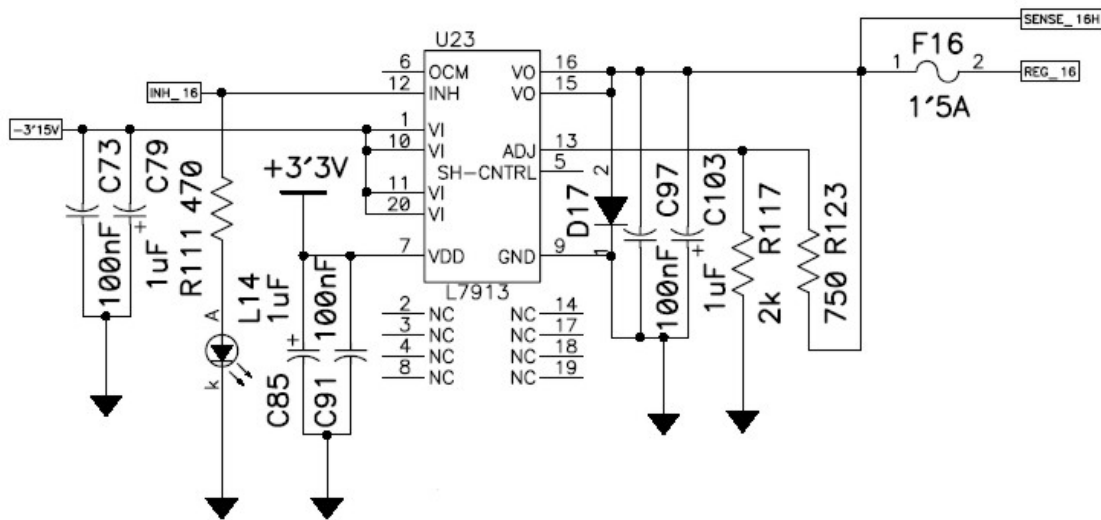 U23
L7913
6 OCM
12 INH
1 VI
10 VI
11 VI
20 VI
7 VDD
2 NC
3 NC
4 NC
8 NC
VO 16
VO 15
ADJ 13
SH-CNTRL 5
GND 9
NC 14
NC 17
NC 18
NC 19
INH_16
-3'15V
C73
100nF
C79
1uF
+
R111 470
A
k
L14
+3'3V
1uF
+
C85
100nF
C91
2
D17
1
C97
100nF
C103
1uF
+
R117
2k
R123
750
SENSE_16H
F16
1 2
1'5A
REG_16